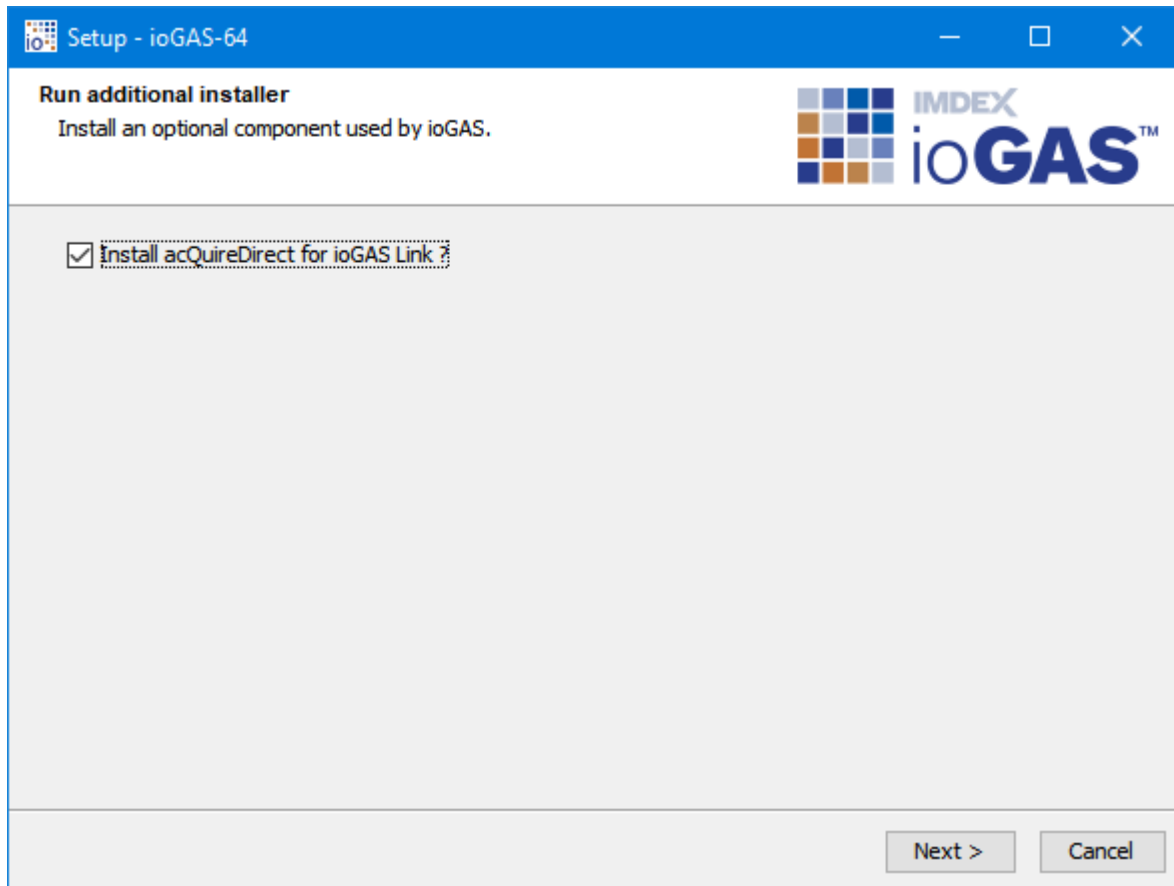 io Setup - ioGAS-64
Run additional installer
Install an optional component used by ioGAS.
IMDEX
ioGAS™
Install acQuireDirect for ioGAS Link ?
Next >
Cancel